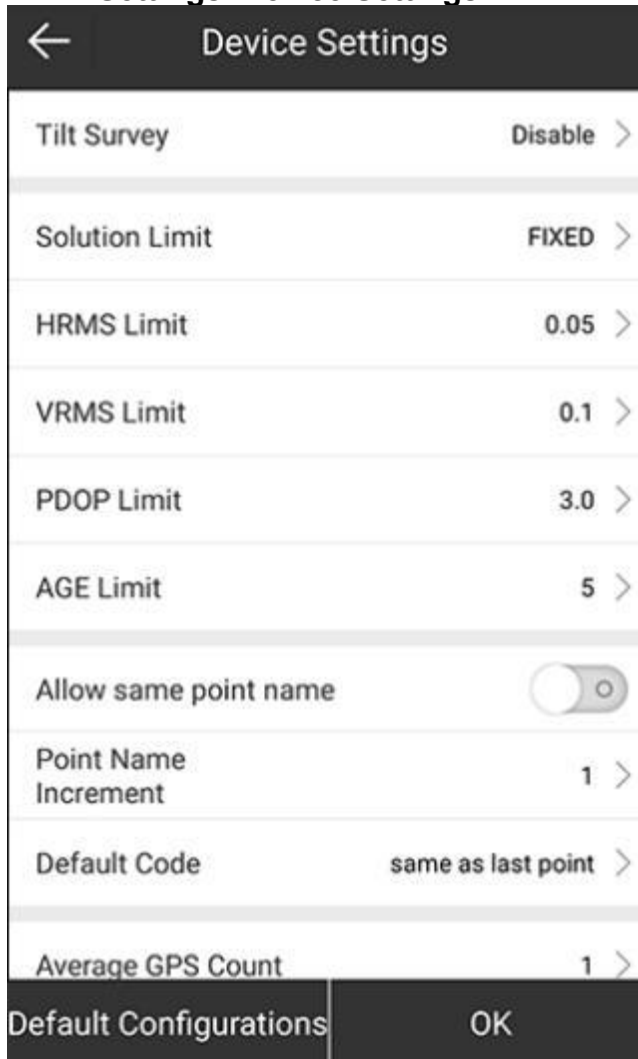 Device Settings
Tilt Survey Disable
Solution Limit FIXED
HRMS Limit 0.05
VRMS Limit 0.1
PDOP Limit 3.0
AGE Limit 5
Allow same point name
Point Name
Increment 1
Default Code same as last point
Average GPS Count 1
Default Configurations OK